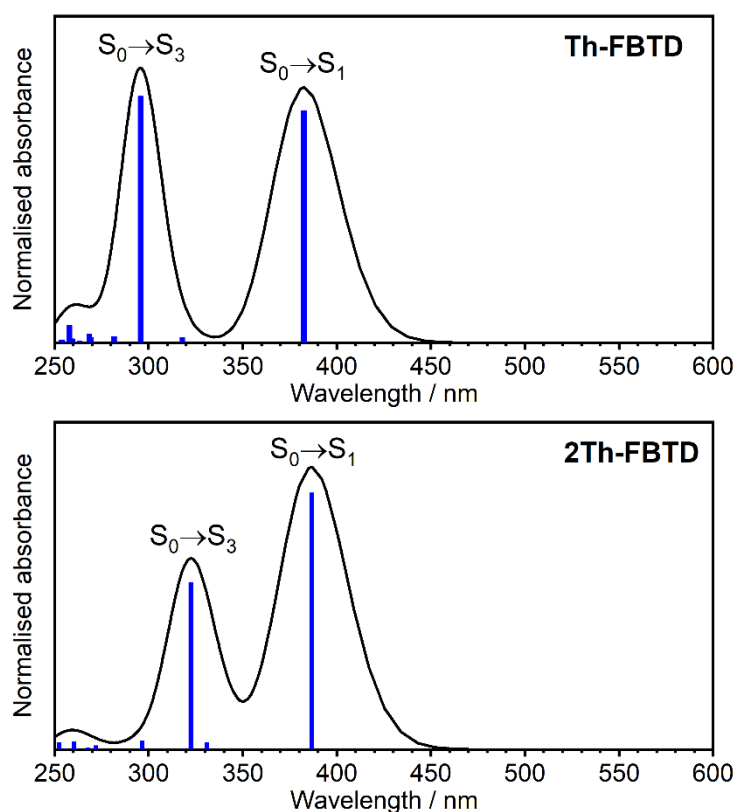 Th-FBTD
S₀→S₃
S₀→S₁
Normalised absorbance
250 300 350 400 450 500 550 600
Wavelength / nm
2Th-FBTD
S₀→S₁
S₀→S₃
Normalised absorbance
250 300 350 400 450 500 550 600
Wavelength / nm